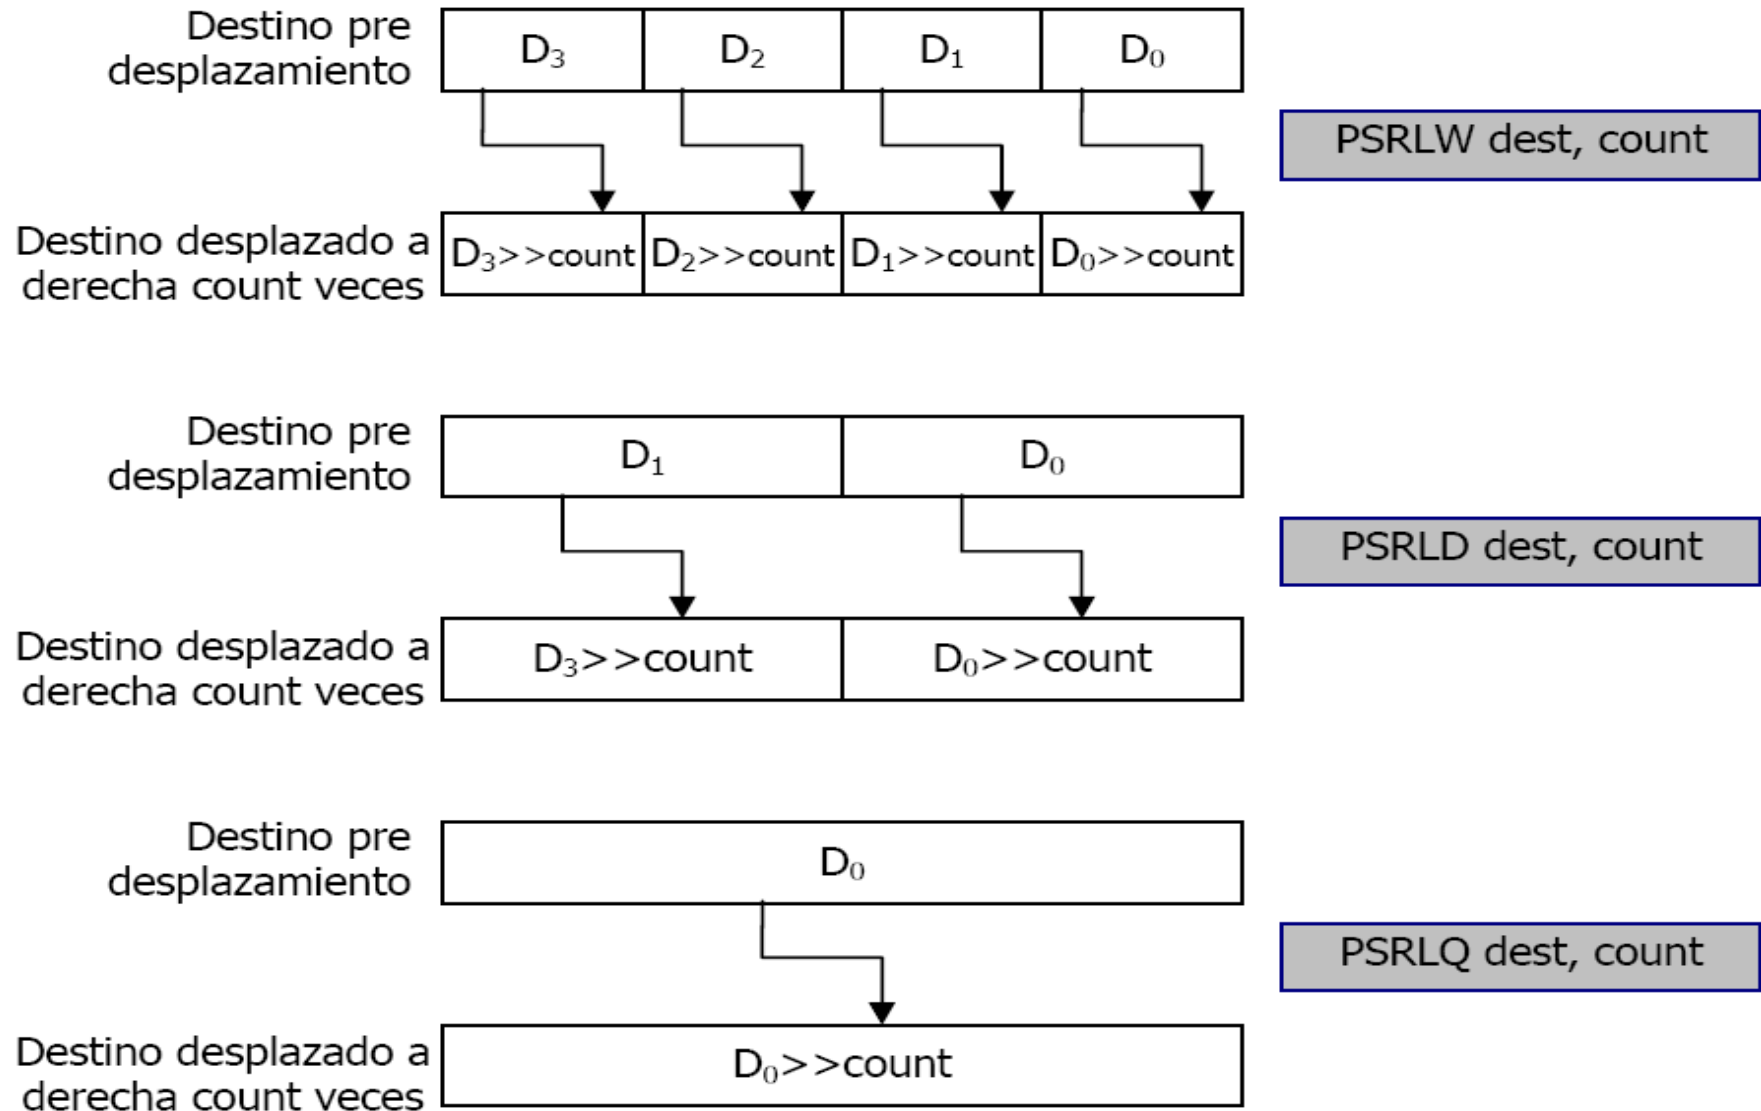 Destino pre
desplazamiento
D₃ D₂ D₁ D₀
PSRLW dest, count
Destino desplazado a
derecha count veces
D₃>>count D₂>>count D₁>>count D₀>>count
Destino pre
desplazamiento
D₁ D₀
PSRLD dest, count
Destino desplazado a
derecha count veces
D₃>>count D₀>>count
Destino pre
desplazamiento
D₀
PSRLQ dest, count
Destino desplazado a
derecha count veces
D₀>>count